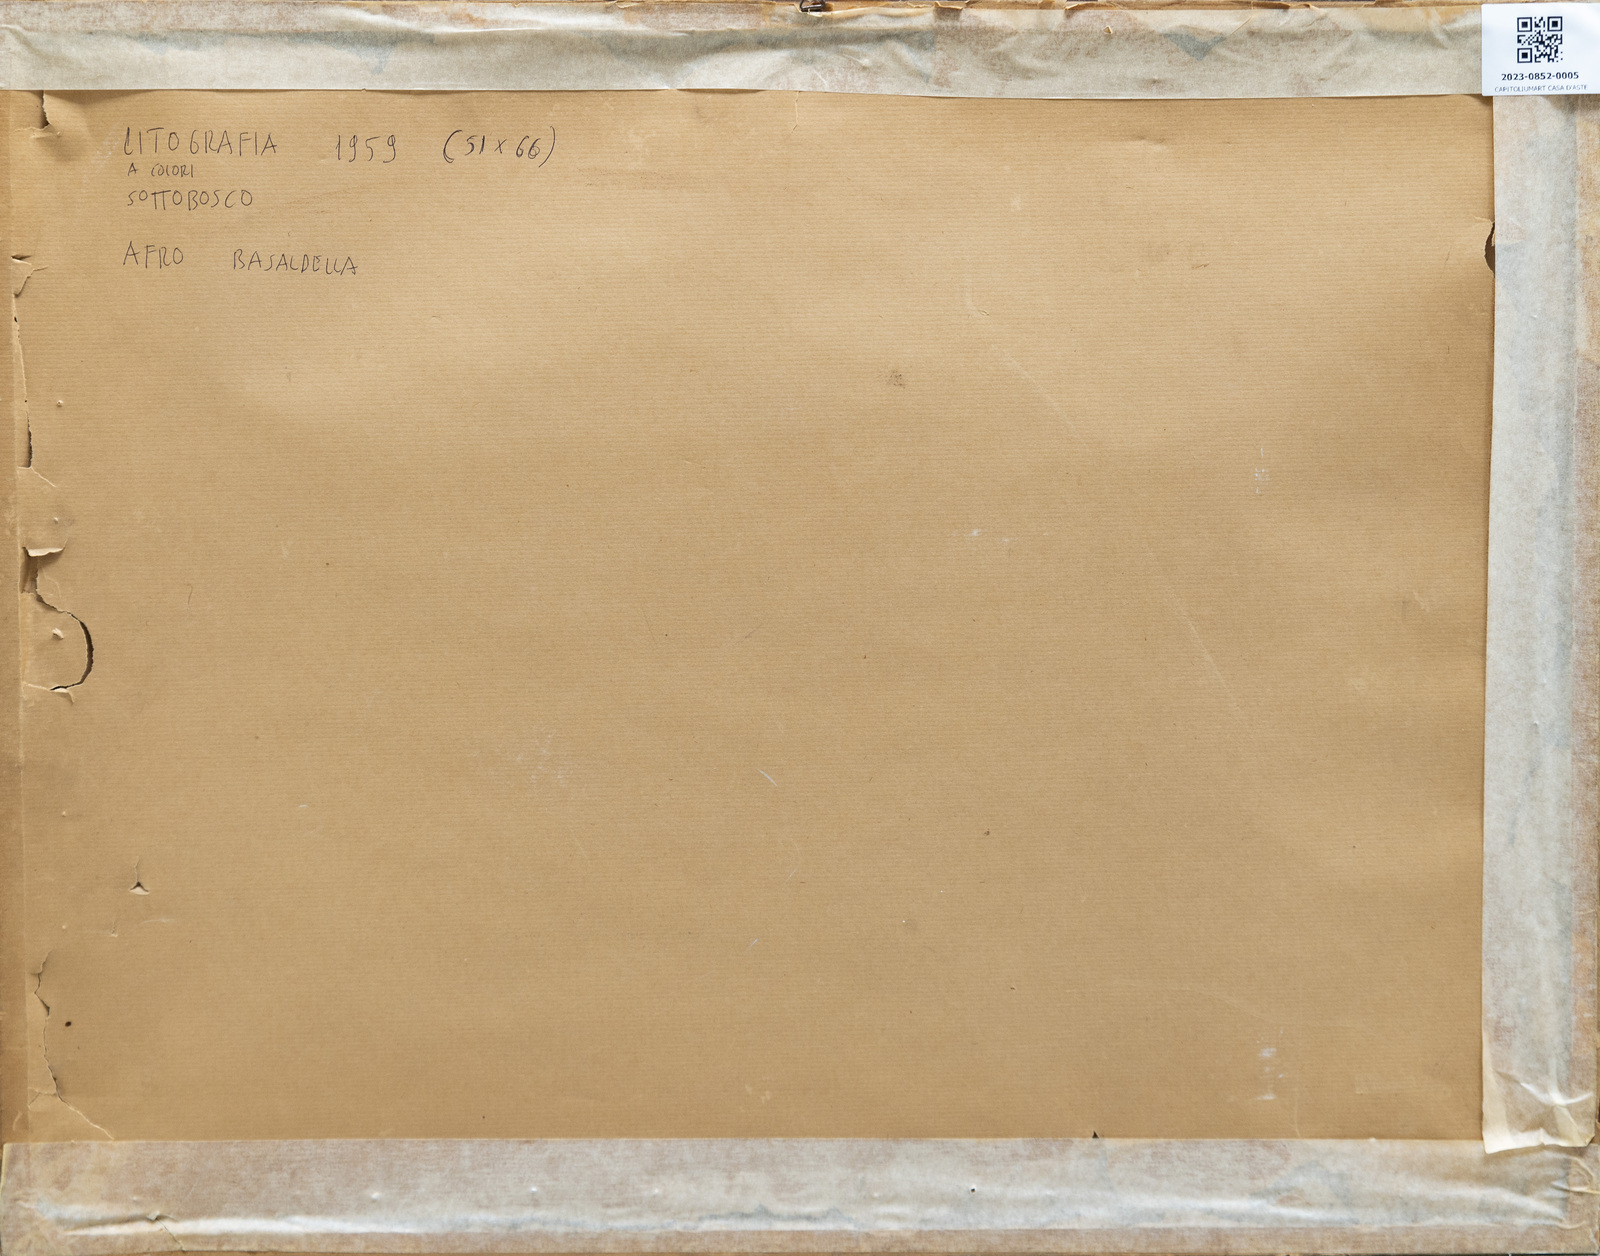 LITOGRAFIA 1959 (51 x 66)
A COLORI
SOTTOBOSCO
AFRO BASALDELLA
2023-0852-0005
CAPITOLIUMART CASA D'ASTE